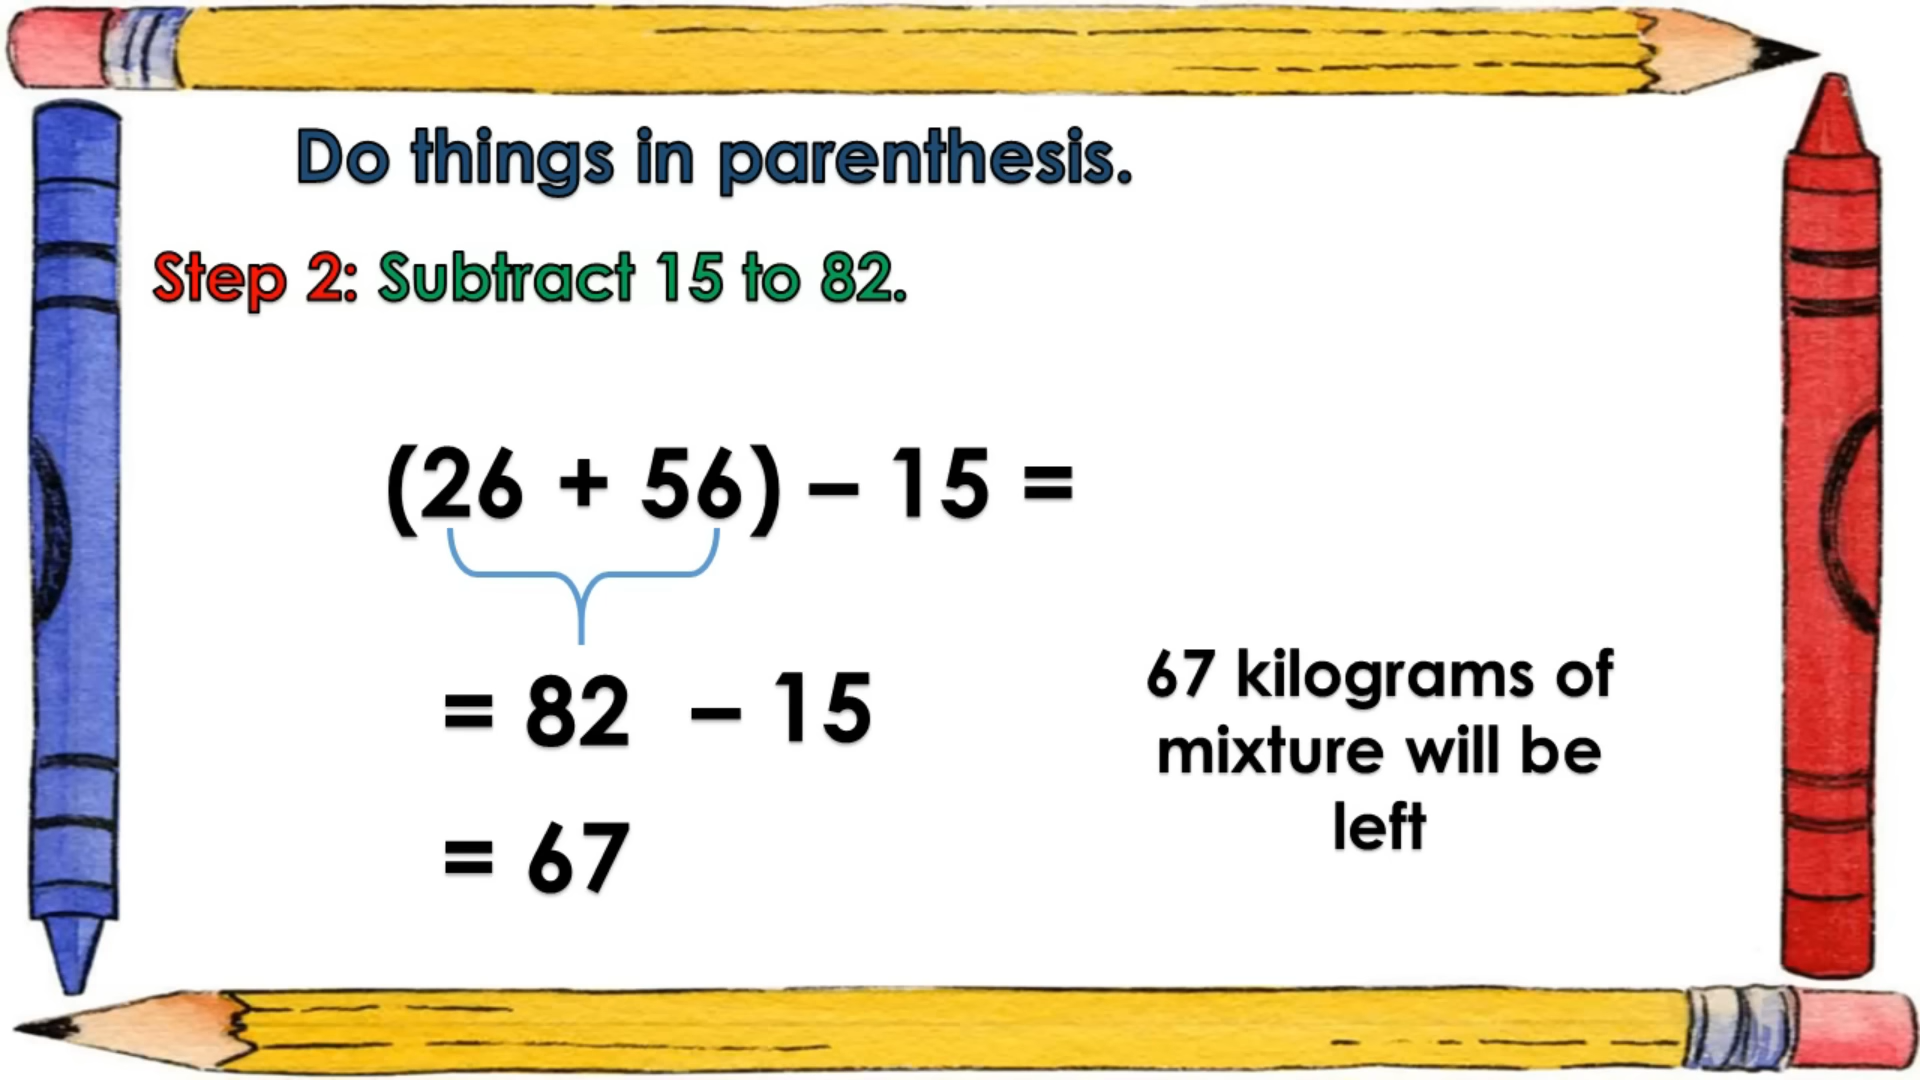 Do things in parenthesis.
Step 2: Subtract 15 to 82.
(26 + 56) – 15 =
= 82 – 15
= 67
67 kilograms of
mixture will be
left